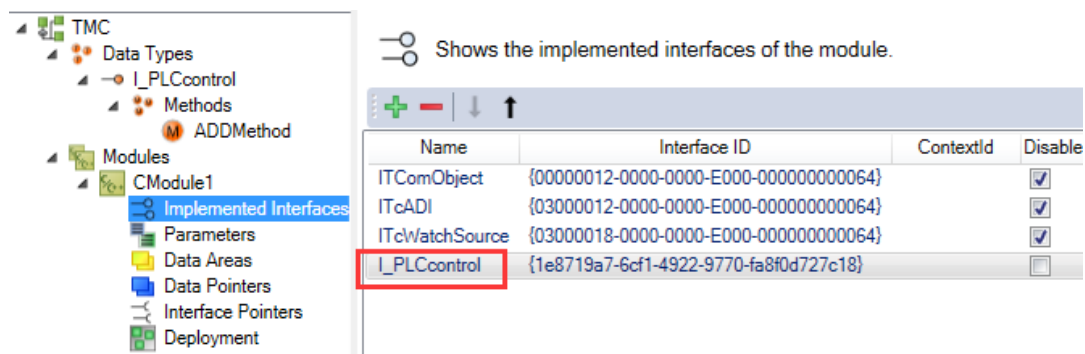 TMC
Data Types
I_PLCcontrol
Methods
M
ADDMethod
Modules
CModule1
Implemented Interfaces
Parameters
Data Areas
Data Pointers
Interface Pointers
Deployment
Shows the implemented interfaces of the module.
Name Interface ID ContextId Disable
ITComObject {00000012-0000-0000-E000-000000000064}
ITcADI {03000012-0000-0000-E000-000000000064}
ITcWatchSource {03000018-0000-0000-E000-000000000064}
I_PLCcontrol {1e8719a7-6cf1-4922-9770-fa8f0d727c18}